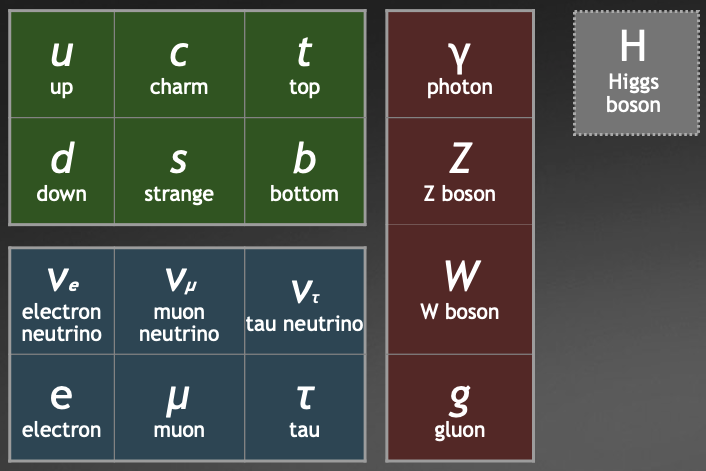 u
up
c
charm
t
top
d
down
s
strange
b
bottom
νe
electron
neutrino
νμ
muon
neutrino
ντ
tau neutrino
e
electron
μ
muon
τ
tau
γ
photon
Z
Z boson
W
W boson
g
gluon
H
Higgs
boson